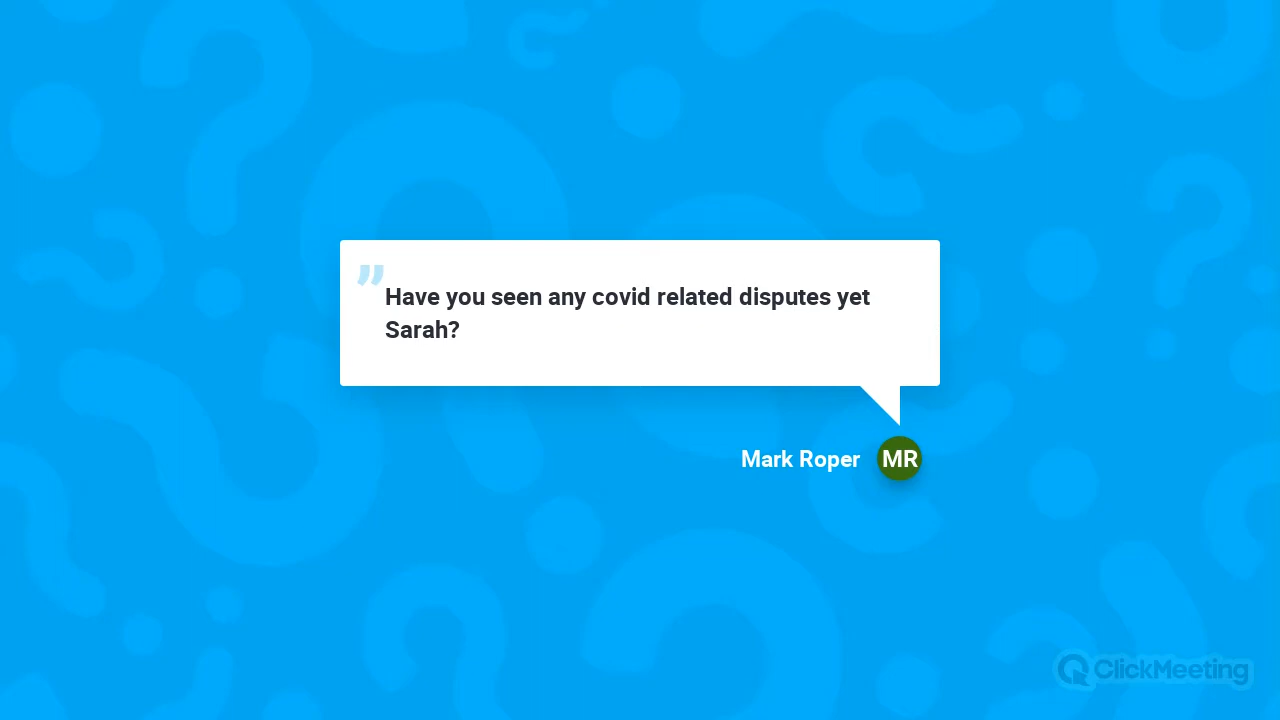 Have you seen any covid related disputes yet
Sarah?
Mark Roper MR
ClickMeeting